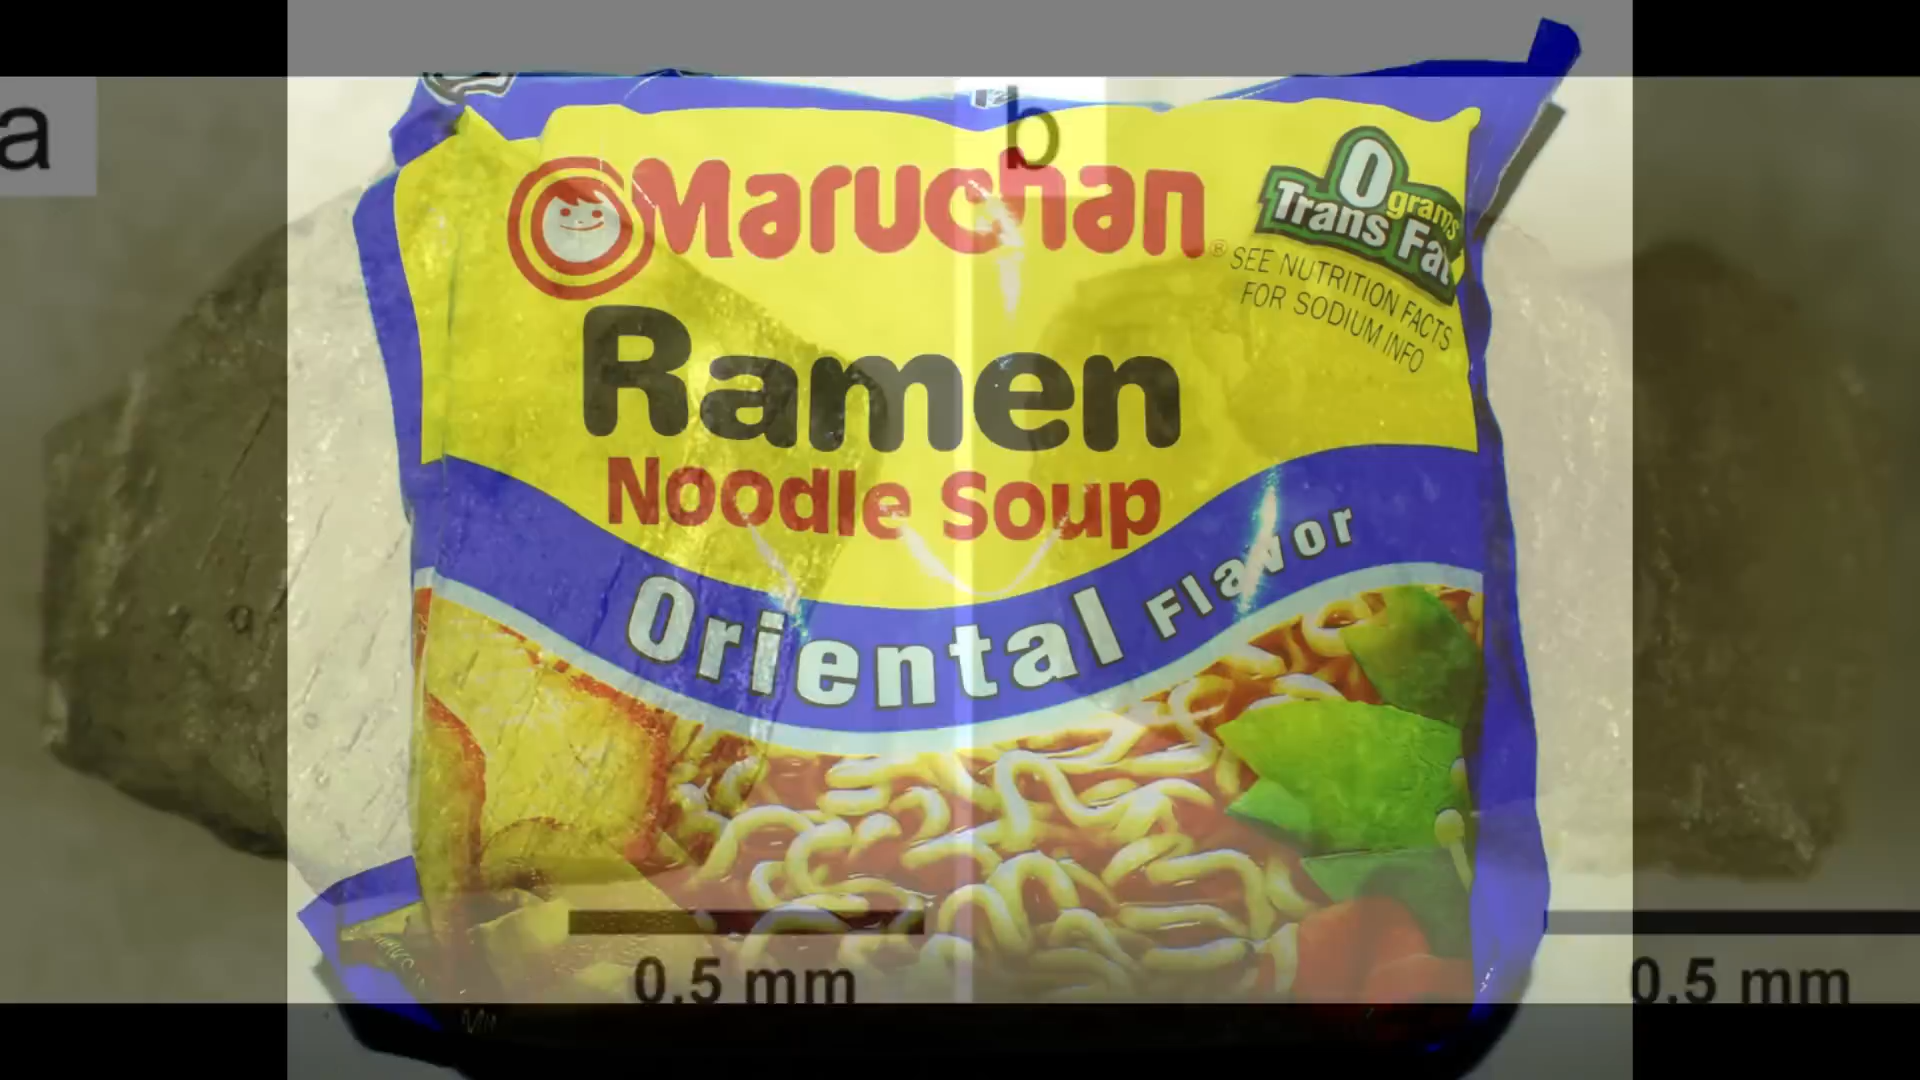 a
b
Maruchan®
0 grams
Trans Fat
SEE NUTRITION FACTS
FOR SODIUM INFO
Ramen
Noodle Soup
Oriental Flavor
0.5 mm
0.5 mm